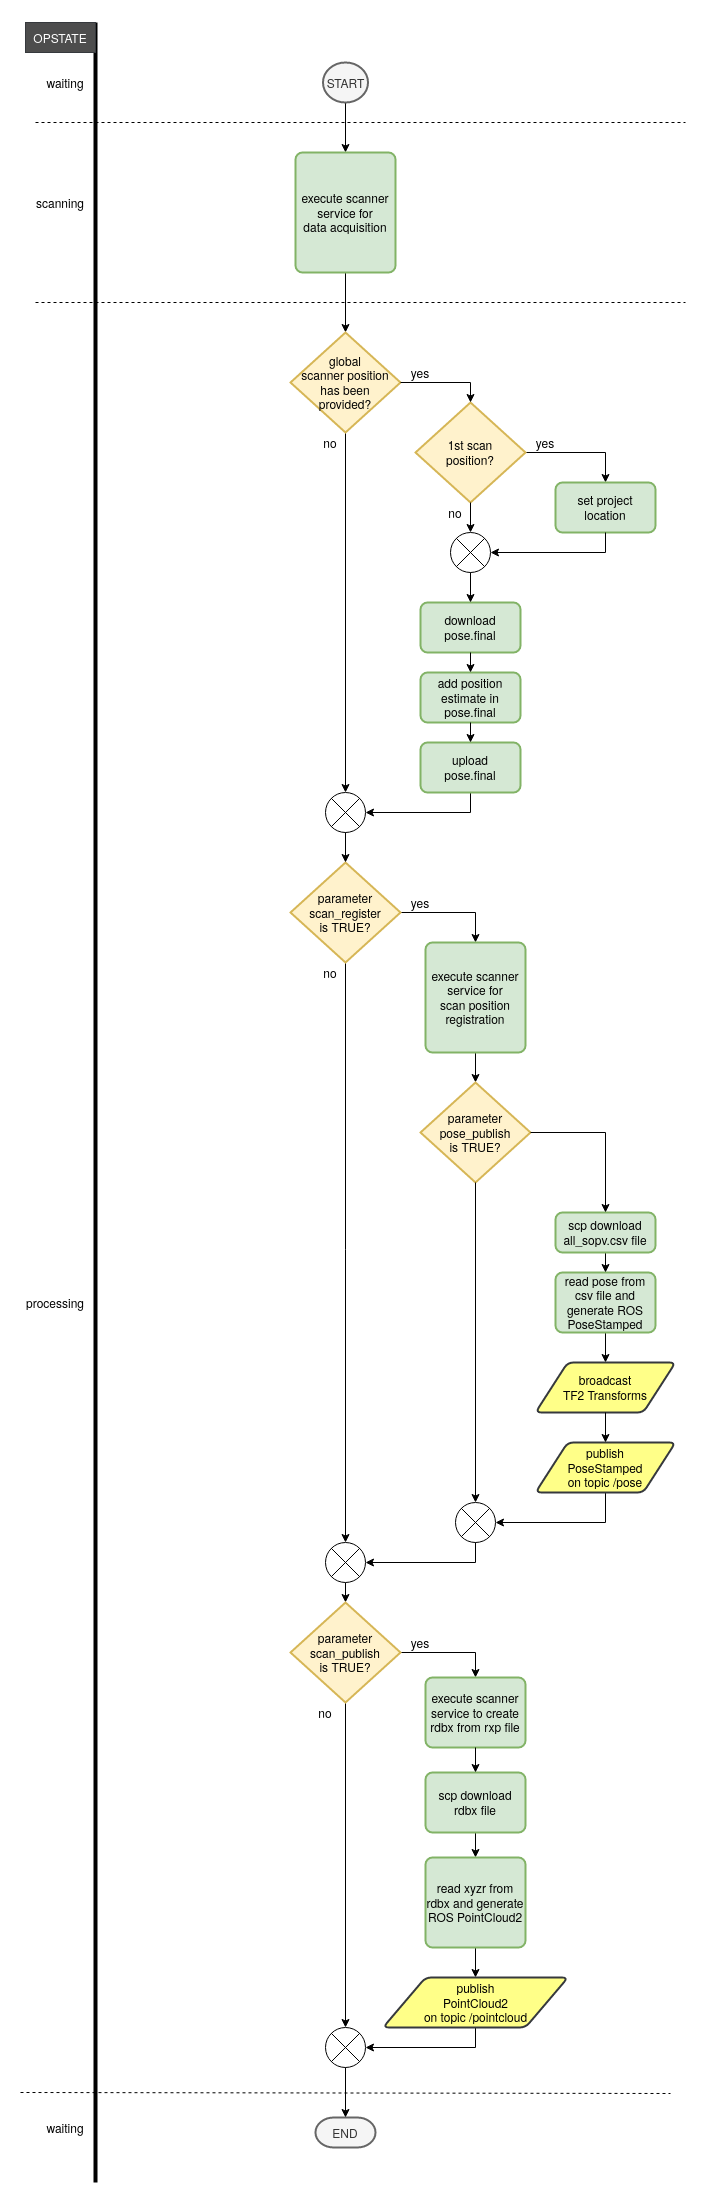 OPSTATE
waiting
START
scanning
execute scanner
service for
data acquisition
global
scanner position
has been
provided?
yes
no
1st scan
position?
yes
no
set project
location
download
pose.final
add position
estimate in
pose.final
upload
pose.final
parameter
scan_register
is TRUE?
yes
no
execute scanner
service for
scan position
registration
parameter
pose_publish
is TRUE?
scp download
all_sopv.csv file
processing
read pose from
csv file and
generate ROS
PoseStamped
broadcast
TF2 Transforms
publish
PoseStamped
on topic /pose
parameter
scan_publish
is TRUE?
yes
no
execute scanner
service to create
rdbx from rxp file
scp download
rdbx file
read xyzr from
rdbx and generate
ROS PointCloud2
publish
PointCloud2
on topic /pointcloud
waiting
END